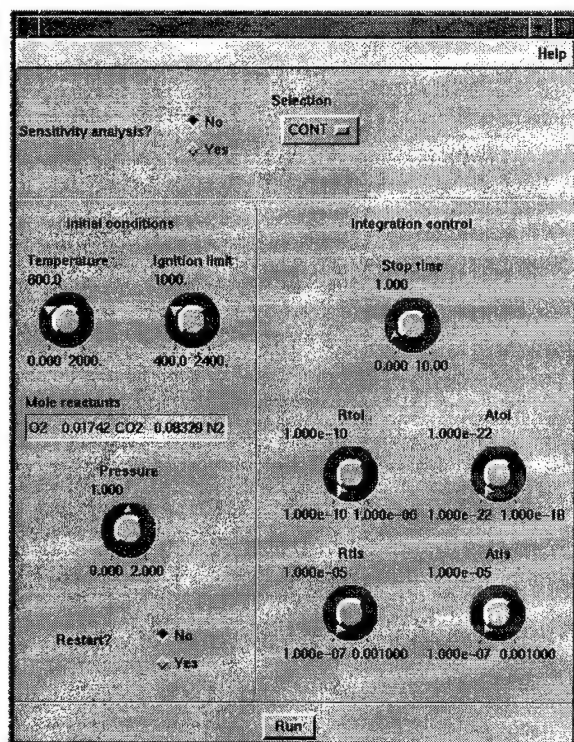 Help
Selection
Sensitivity analysis?
No
Yes
CONT
Initial conditions
Integration control
Temperature
600.0
0.000 2000.
Ignition limit
1000.
400.0 2400.
Stop time
1.000
0.000 10.00
Mole reactants
O2 0.01742 CO2 0.08329 N2
Pressure
1.000
0.000 2.000
Rtol
1.000e-10
1.000e-10 1.000e-06
Atol
1.000e-22
1.000e-22 1.000e-18
Rtls
1.000e-05
1.000e-07 0.001000
Atls
1.000e-05
1.000e-07 0.001000
Restart?
No
Yes
Run